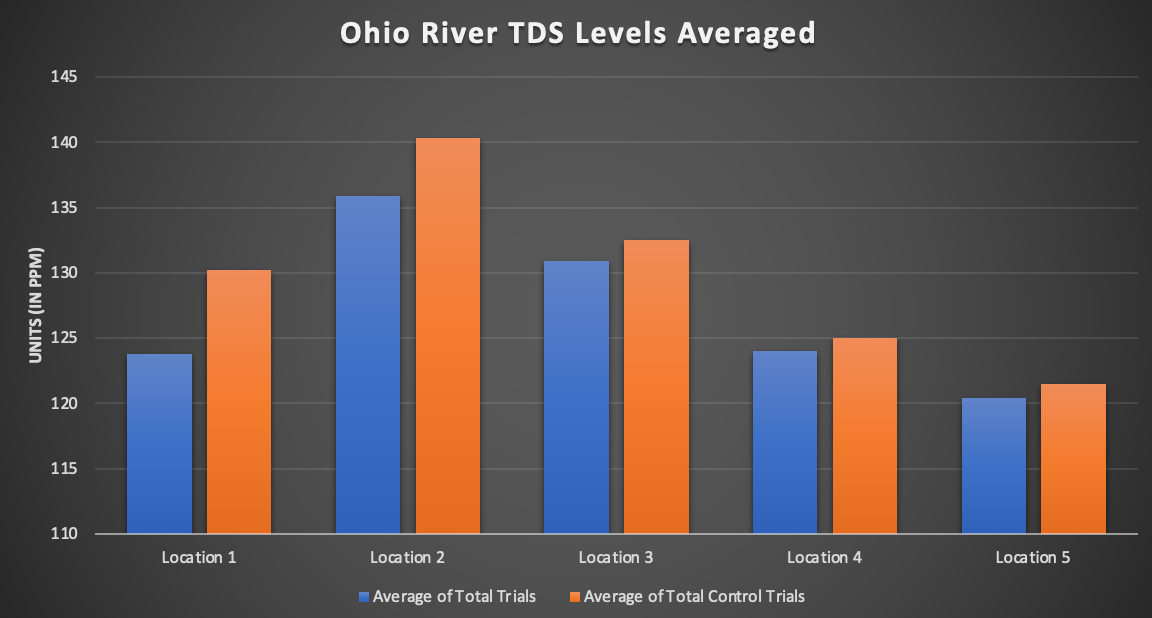 Ohio River TDS Levels Averaged
145
140
135
130
125
120
115
110
UNITS (IN PPM)
Location 1 Location 2 Location 3 Location 4 Location 5
Average of Total Trials Average of Total Control Trials